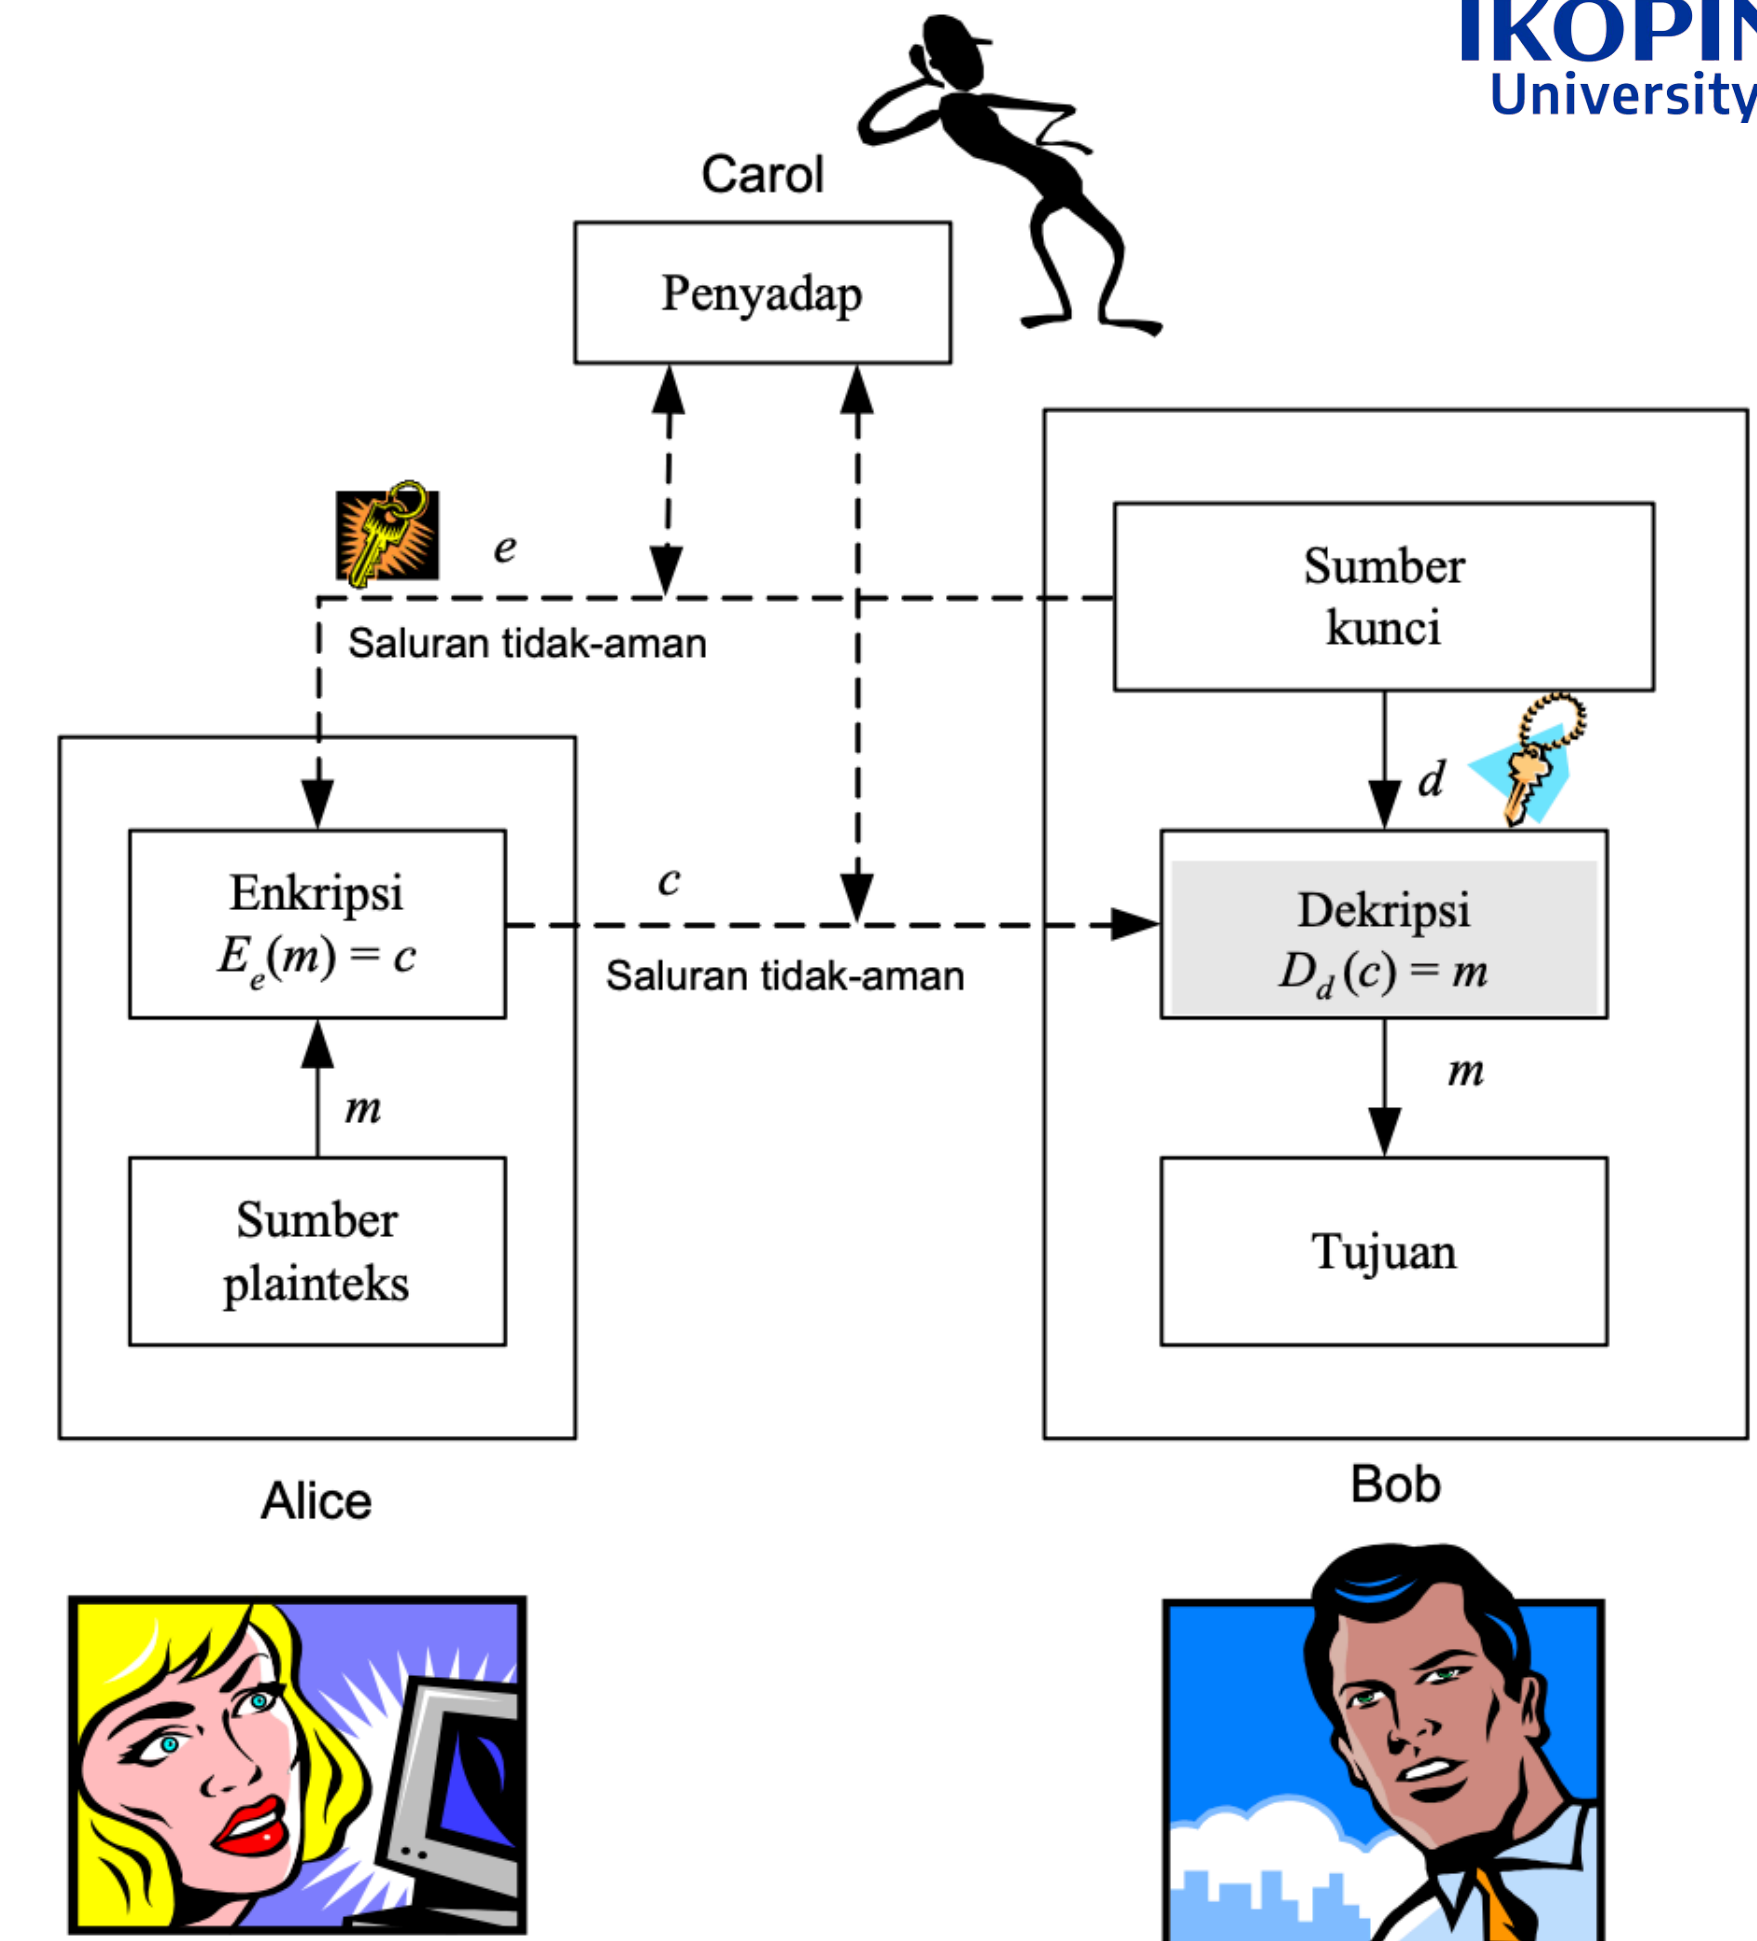 IKOPIN
University
Carol
Penyadap
e
Saluran tidak-aman
Sumber
kunci
d
Enkripsi
Ee(m) = c
c
Saluran tidak-aman
Dekripsi
Dd(c) = m
m
m
Sumber
plainteks
Tujuan
Alice
Bob